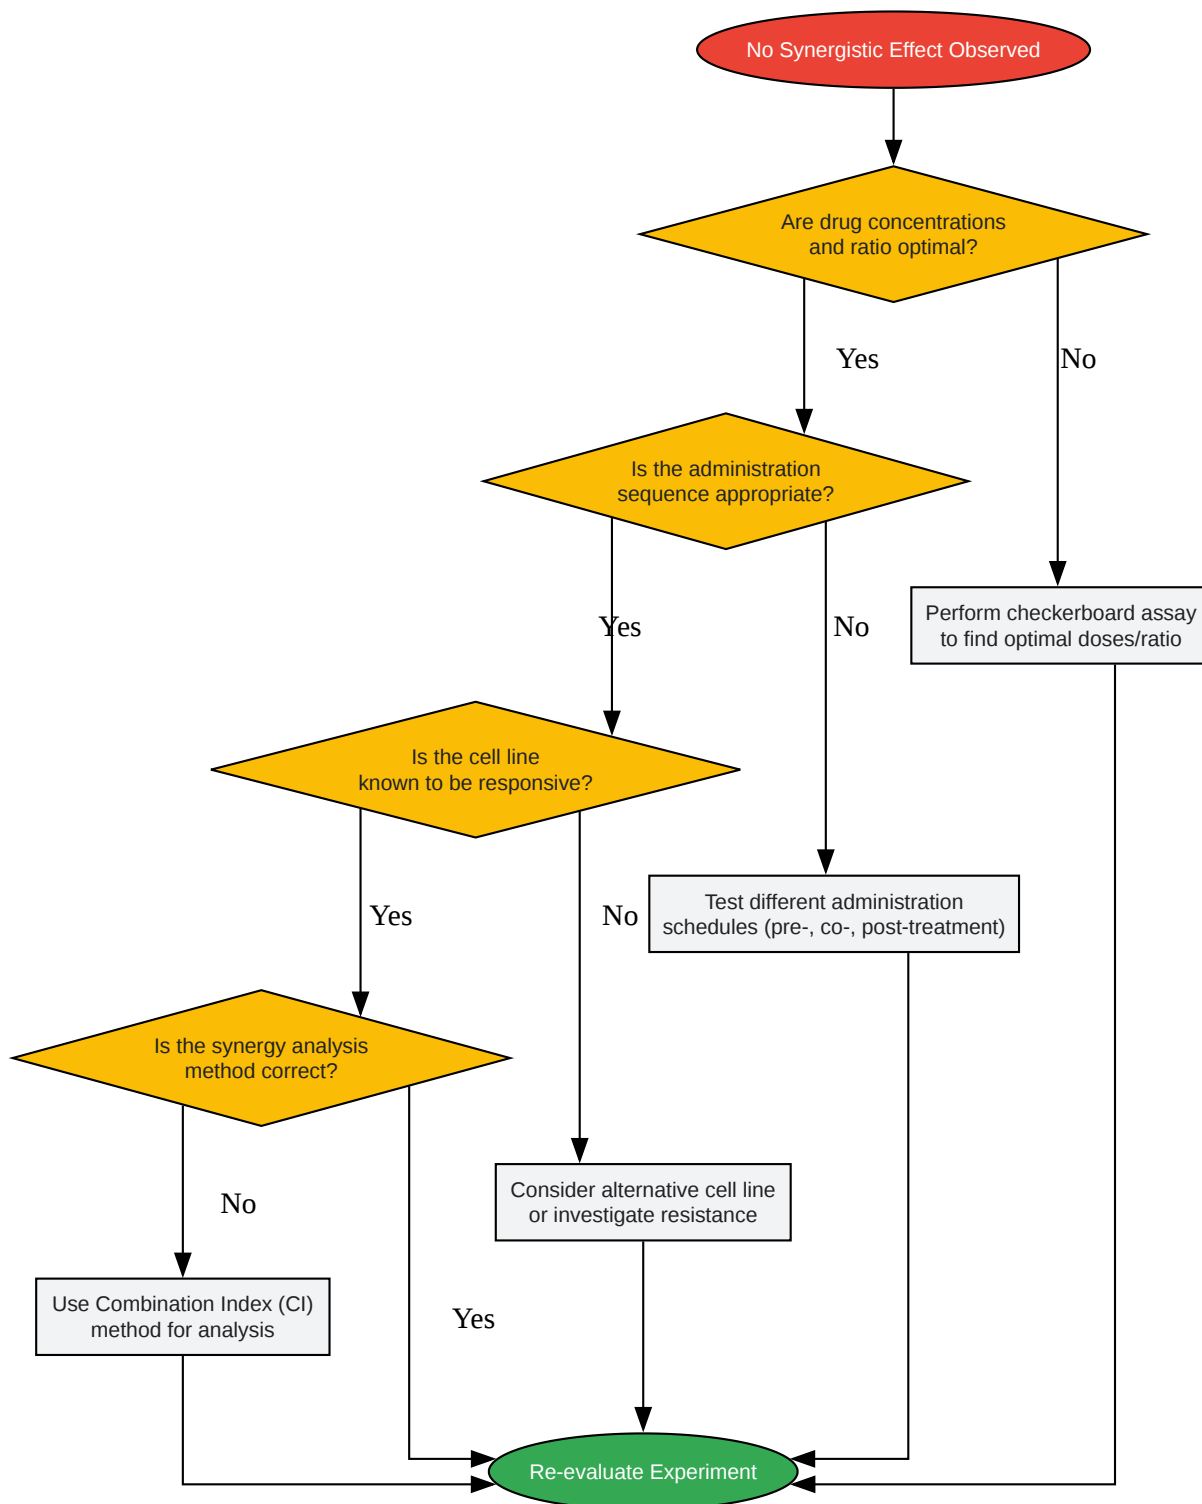 No Synergistic Effect Observed
Are drug concentrations
and ratio optimal?
Yes
No
Is the administration
sequence appropriate?
Yes
No
Perform checkerboard assay
to find optimal doses/ratio
Is the cell line
known to be responsive?
Yes
No
Test different administration
schedules (pre-, co-, post-treatment)
Is the synergy analysis
method correct?
No
Yes
Consider alternative cell line
or investigate resistance
Use Combination Index (CI)
method for analysis
Re-evaluate Experiment